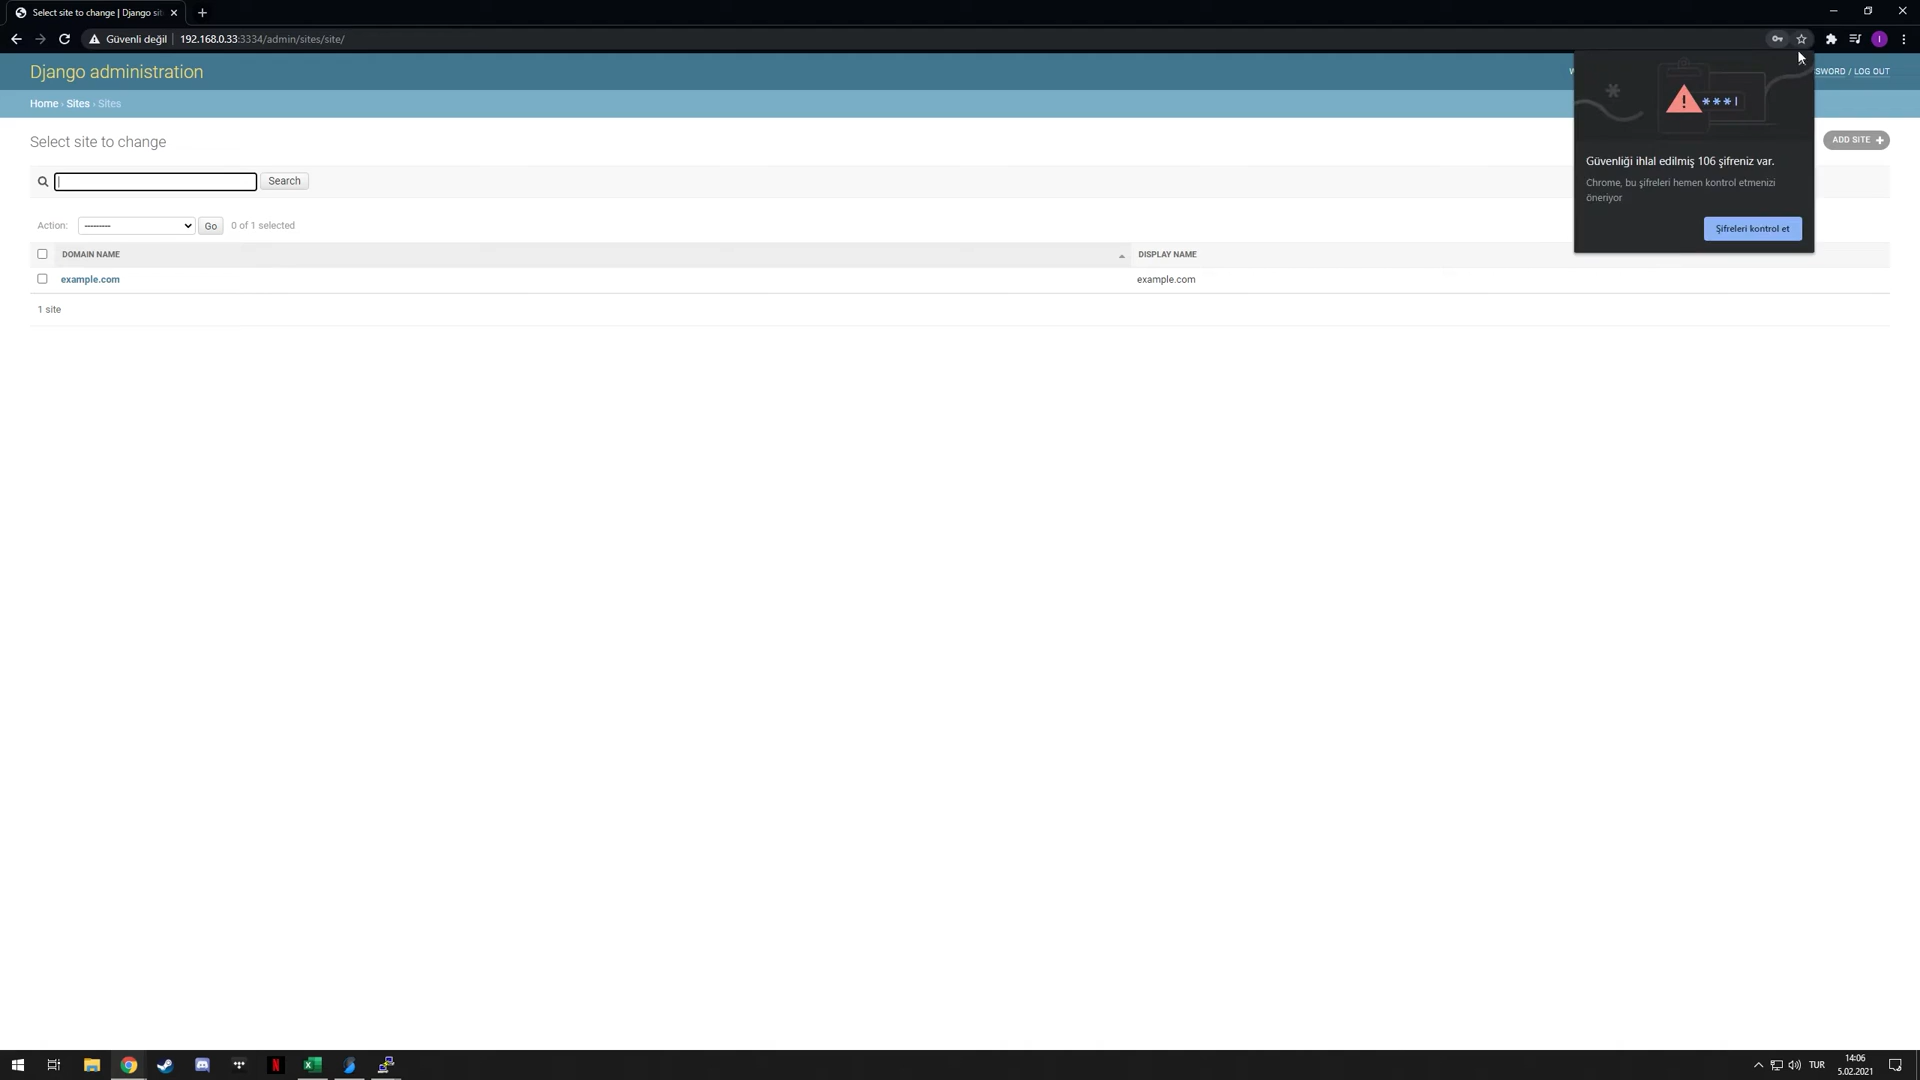 Select site to change | Django sit
Güvenli değil
192.168.0.33:3334/admin/sites/site/
Django administration
SWORD / LOG OUT
Home › Sites › Sites
Select site to change
ADD SITE +
Search
***|
Güvenliği ihlal edilmiş 106 şifreniz var.
Chrome, bu şifreleri hemen kontrol etmenizi
öneriyor
Şifreleri kontrol et
Action: --------- Go 0 of 1 selected
DOMAIN NAME DISPLAY NAME
example.com example.com
1 site
TUR
14:06
5.02.2021